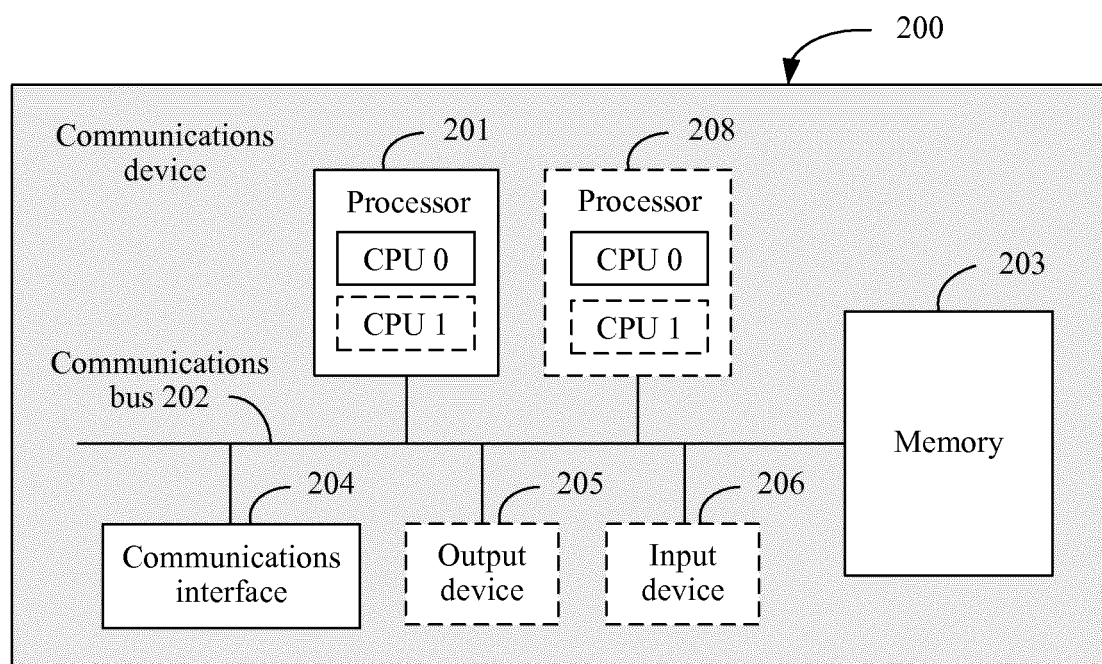 200
Communications
device
201
208
Processor
CPU 0
CPU 1
Processor
CPU 0
CPU 1
203
Memory
Communications
bus 202
204
Communications
interface
205
Output
device
206
Input
device